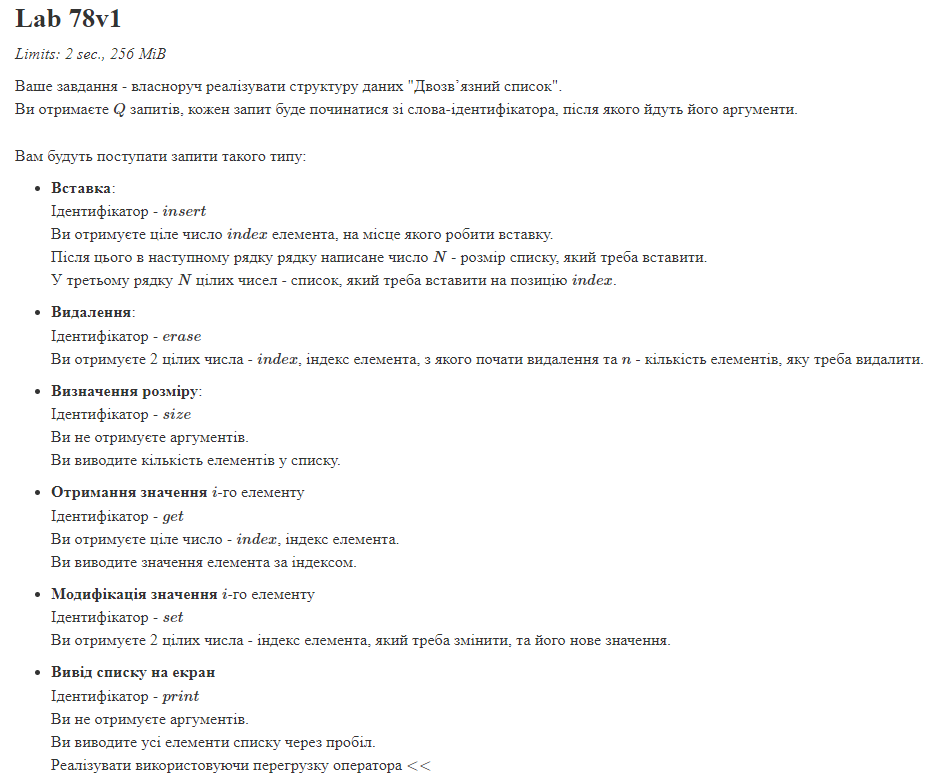 Lab 78v1
Limits: 2 sec., 256 MiB
Ваше завдання - власноруч реалізувати структуру даних "Двозв’язний список".
Ви отримаєте Q запитів, кожен запит буде починатися зі слова-ідентифікатора, після якого йдуть його аргументи.
Вам будуть поступати запити такого типу:
• Вставка:
Ідентифікатор - insert
Ви отримуєте ціле число index елемента, на місце якого робити вставку.
Після цього в наступному рядку рядку написане число N - розмір списку, який треба вставити.
У третьому рядку N цілих чисел - список, який треба вставити на позицію index.
• Видалення:
Ідентифікатор - erase
Ви отримуєте 2 цілих числа - index, індекс елемента, з якого почати видалення та n - кількість елементів, яку треба видалити.
• Визначення розміру:
Ідентифікатор - size
Ви не отримуєте аргументів.
Ви виводите кількість елементів у списку.
• Отримання значення i-го елементу
Ідентифікатор - get
Ви отримуєте ціле число - index, індекс елемента.
Ви виводите значення елемента за індексом.
• Модифікація значення i-го елементу
Ідентифікатор - set
Ви отримуєте 2 цілих числа - індекс елемента, який треба змінити, та його нове значення.
• Вивід списку на екран
Ідентифікатор - print
Ви не отримуєте аргументів.
Ви виводите усі елементи списку через пробіл.
Реалізувати використовуючи перегрузку оператора <<